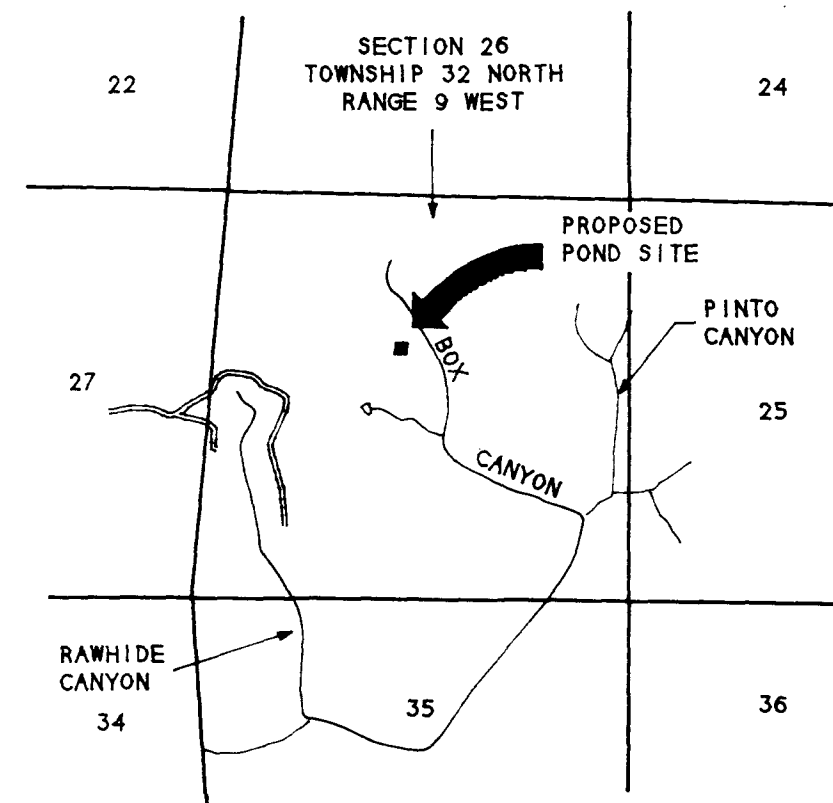 SECTION 26
TOWNSHIP 32 NORTH
RANGE 9 WEST
22
24
PROPOSED
POND SITE
PINTO
CANYON
BOX
27
25
CANYON
RAWHIDE
CANYON
34
35
36